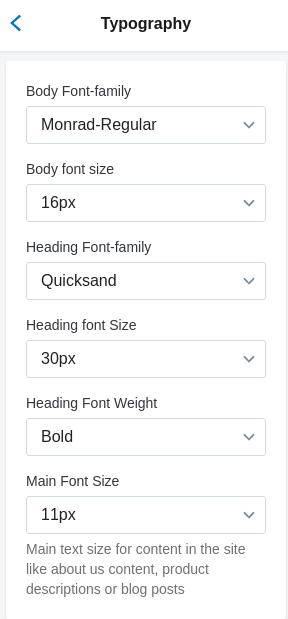 Typography
Body Font-family
Monrad-Regular
Body font size
16px
Heading Font-family
Quicksand
Heading font Size
30px
Heading Font Weight
Bold
Main Font Size
11px
Main text size for content in the site
like about us content, product
descriptions or blog posts